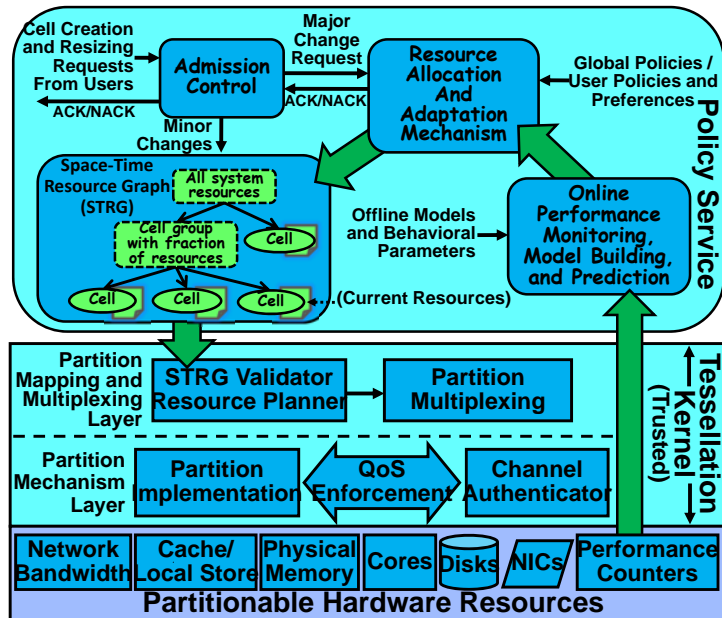 Cell Creation
and Resizing
Requests
From Users
ACK/NACK
Admission
Control
Major
Change
Request
ACK/NACK
Minor
Changes
Resource
Allocation
And
Adaptation
Mechanism
Global Policies /
User Policies and
Preferences
Policy Service
Space-Time
Resource Graph
(STRG)
All system
resources
Cell group
with fraction
of resources
Cell
Cell
Cell
Cell
(Current Resources)
Offline Models
and Behavioral
Parameters
Online
Performance
Monitoring,
Model Building,
and Prediction
Partition
Mapping and
Multiplexing
Layer
STRG Validator
Resource Planner
Partition
Multiplexing
Tessellation
Kernel
(Trusted)
Partition
Mechanism
Layer
Partition
Implementation
QoS
Enforcement
Channel
Authenticator
Network
Bandwidth
Cache/
Local Store
Physical
Memory
Cores
Disks
NICs
Performance
Counters
Partitionable Hardware Resources